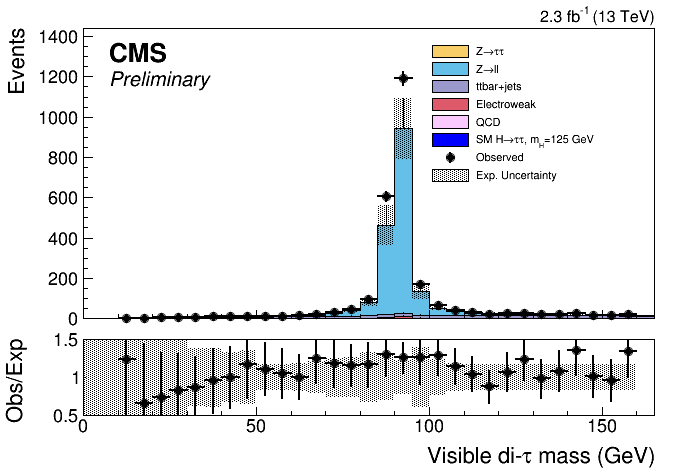 2.3 fb⁻¹ (13 TeV)
Events
1400
1200
1000
800
600
400
200
0
CMS
Preliminary
Z→ττ
Z→ll
ttbar+jets
Electroweak
QCD
SM H→ττ, m_H=125 GeV
Observed
Exp. Uncertainty
Obs/Exp
1.5
1
0.5
0 50 100 150
Visible di-τ mass (GeV)